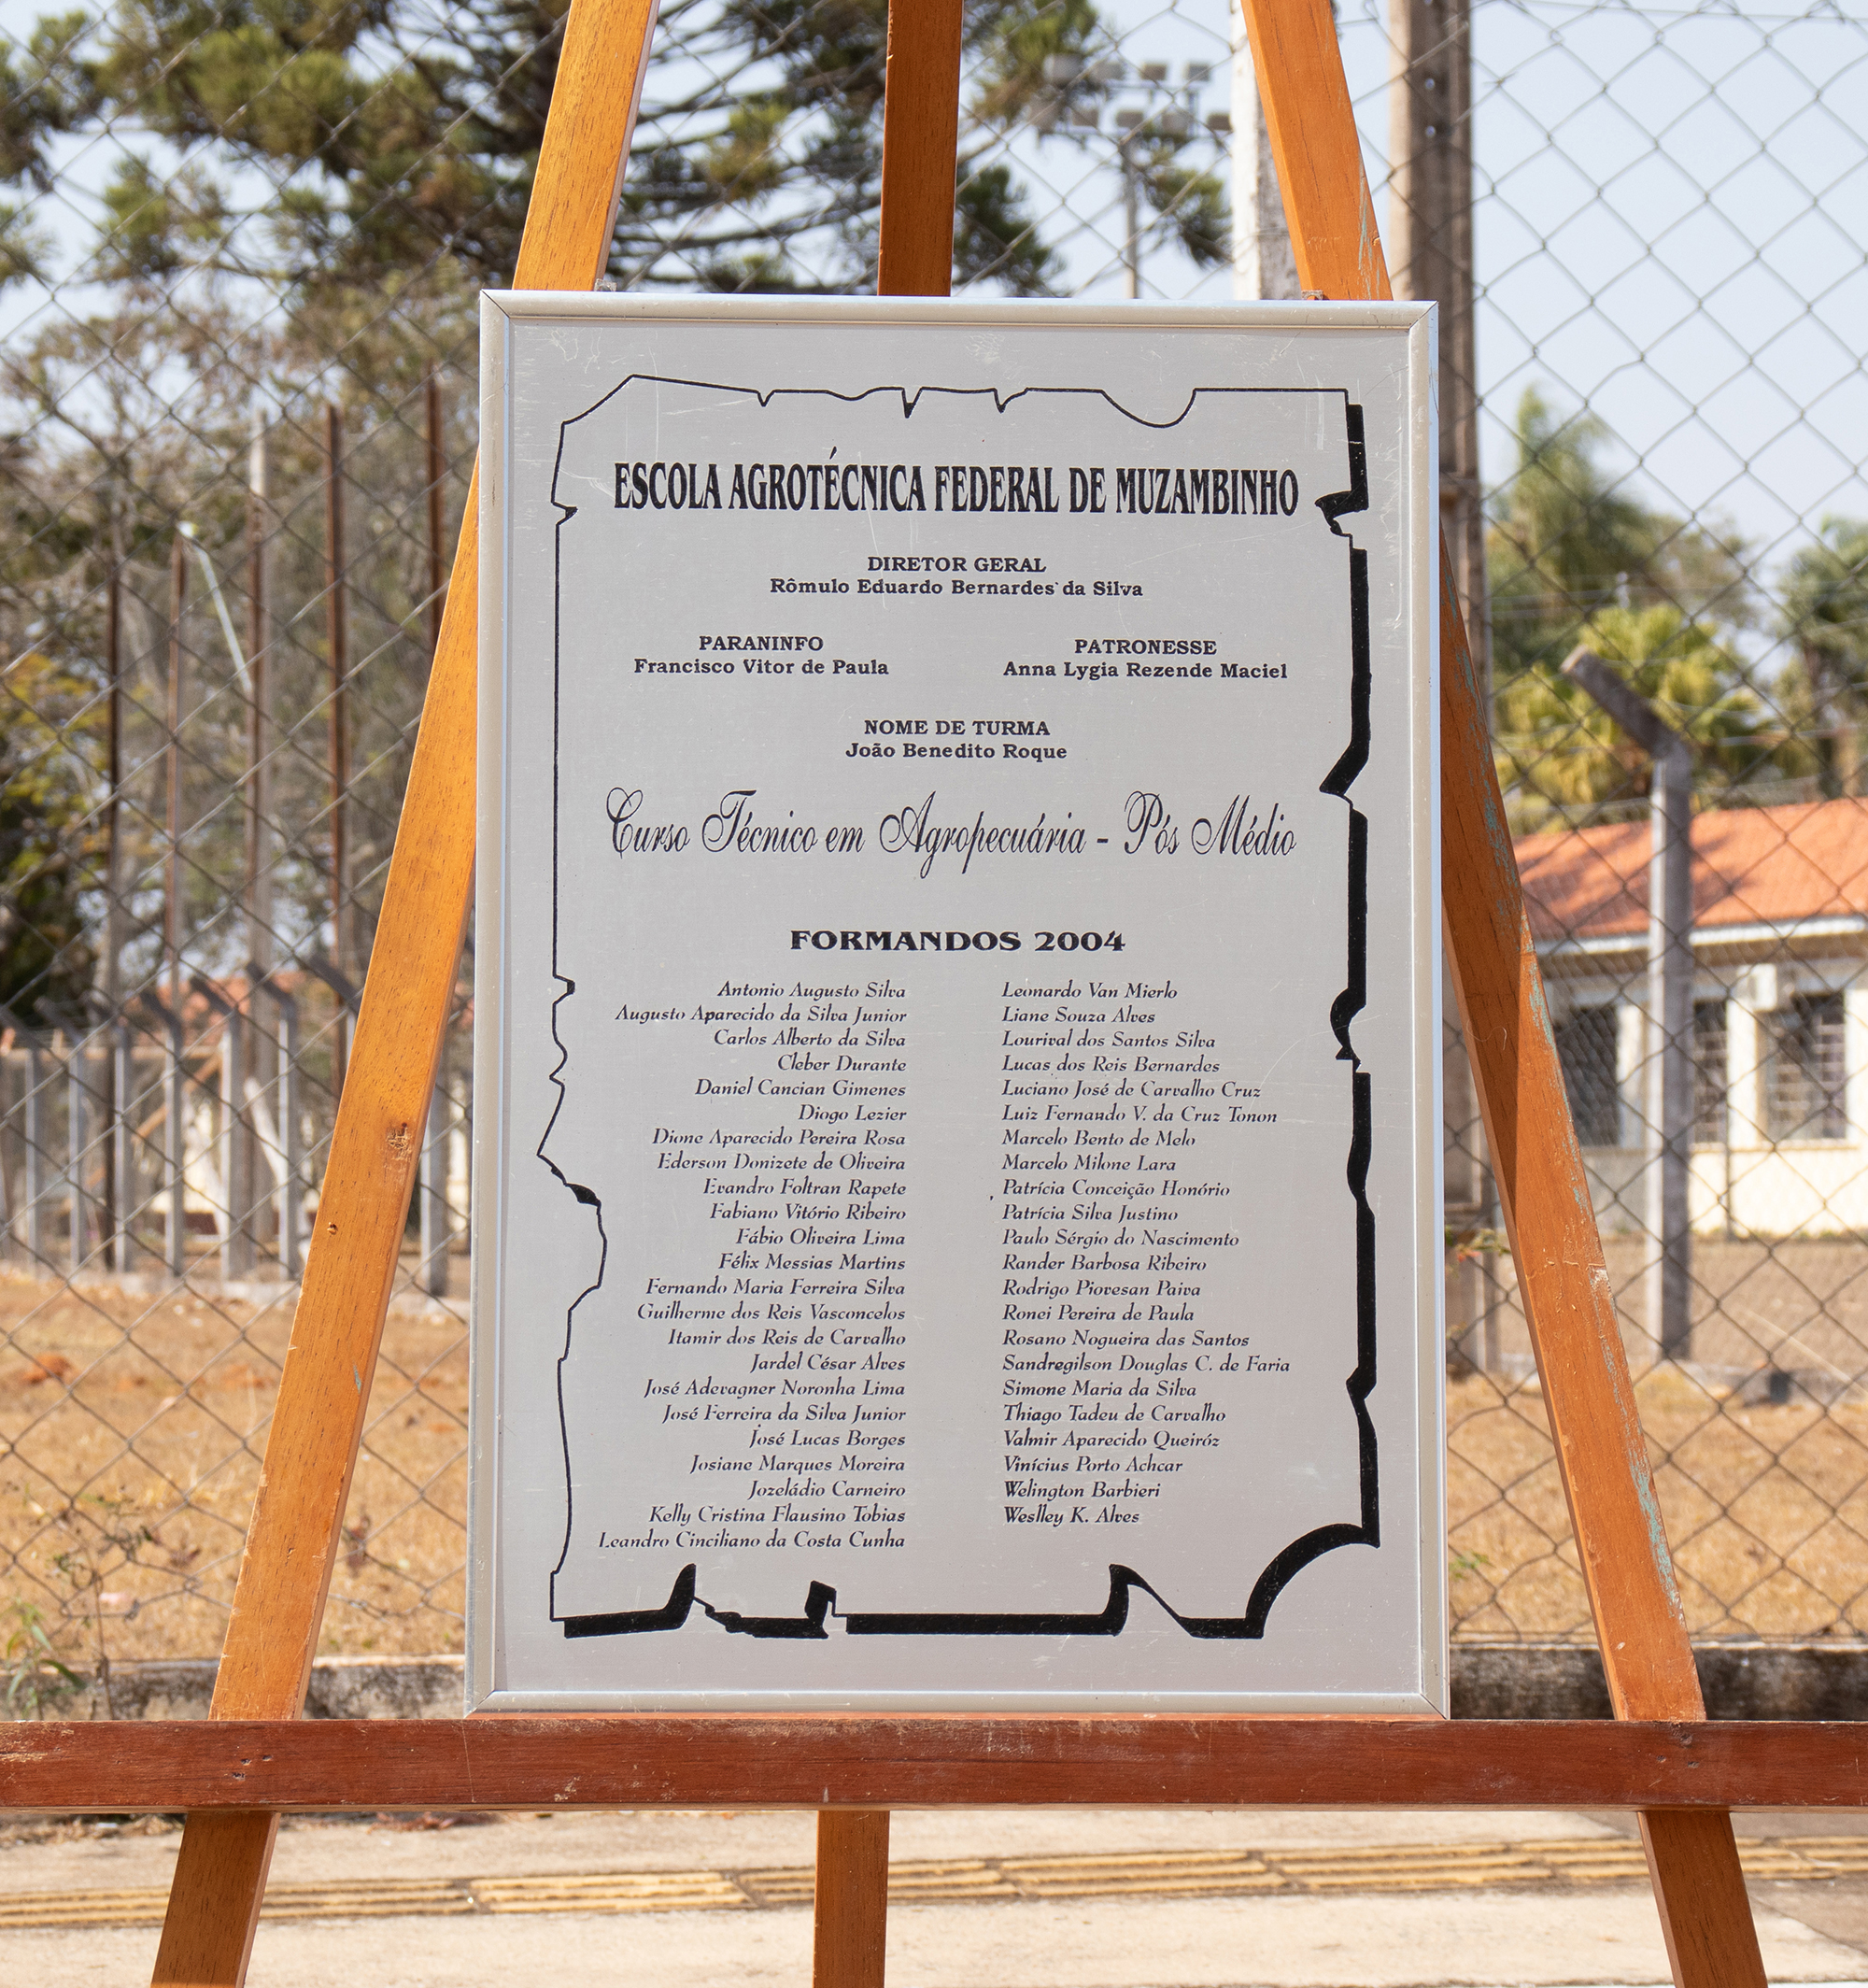 ESCOLA AGROTÉCNICA FEDERAL DE MUZAMBINHO
DIRETOR GERAL
Rômulo Eduardo Bernardes da Silva
PARANINFO
Francisco Vitor de Paula
PATRONESSE
Anna Lygia Rezende Maciel
NOME DE TURMA
João Benedito Roque
Curso Técnico em Agropecuária - Pós Médio
FORMANDOS 2004
Antonio Augusto Silva
Augusto Aparecido da Silva Junior
Carlos Alberto da Silva
Cleber Durante
Daniel Cancian Gimenes
Diogo Lezier
Dione Aparecido Pereira Rosa
Ederson Donizete de Oliveira
Evandro Foltran Rapete
Fabiano Vitório Ribeiro
Fábio Oliveira Lima
Félix Messias Martins
Fernando Maria Ferreira Silva
Guilherme dos Reis Vasconcelos
Itamir dos Reis de Carvalho
Jardel César Alves
José Adevagner Noronha Lima
José Ferreira da Silva Junior
José Lucas Borges
Josiane Marques Moreira
Jozeládio Carneiro
Kelly Cristina Flausino Tobias
Leandro Cinciliano da Costa Cunha
Leonardo Van Mierlo
Liane Souza Alves
Lourival dos Santos Silva
Lucas dos Reis Bernardes
Luciano José de Carvalho Cruz
Luiz Fernando V. da Cruz Tonon
Marcelo Bento de Melo
Marcelo Milone Lara
Patrícia Conceição Honório
Patrícia Silva Justino
Paulo Sérgio do Nascimento
Rander Barbosa Ribeiro
Rodrigo Piovesan Paiva
Ronei Pereira de Paula
Rosano Nogueira das Santos
Sandregilson Douglas C. de Faria
Simone Maria da Silva
Thiago Tadeu de Carvalho
Valmir Aparecido Queiróz
Vinícius Porto Achcar
Welington Barbieri
Weslley K. Alves